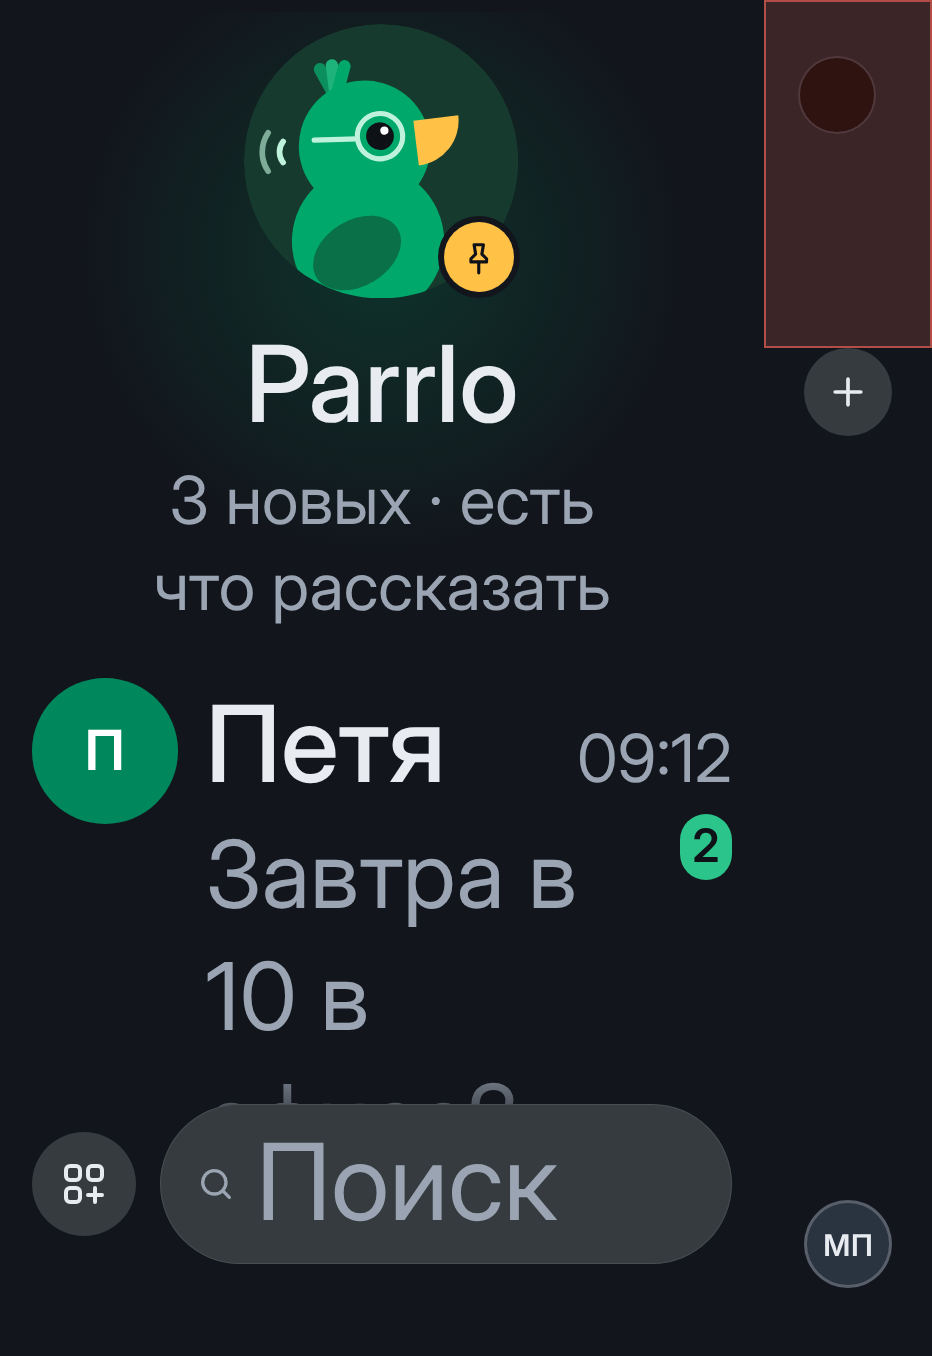 Parrlo
3 новых · есть
что рассказать
П
Петя
09:12
Завтра в
2
10 в
Поиск
МП